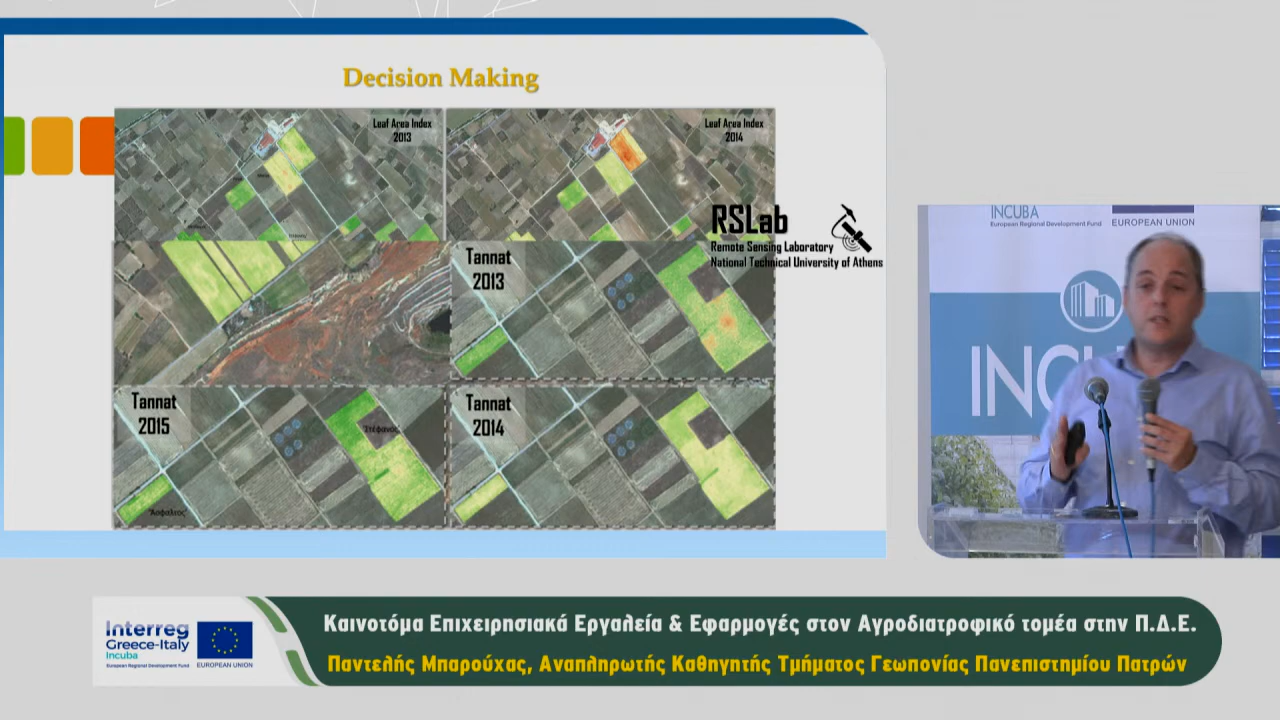 Decision Making
Leaf Area Index
2013
Leaf Area Index
2014
RSLab
Remote Sensing Laboratory
National Technical University of Athens
Tannat
2013
Tannat
2015
"Στέφανος"
"Άσφαλτος"
Tannat
2014
INCUBA
European Regional Development Fund
EUROPEAN UNION
INCU
Interreg
Greece-Italy
Incuba
European Regional Development Fund
EUROPEAN UNION
Καινοτόμα Επιχειρησιακά Εργαλεία & Εφαρμογές στον Αγροδιατροφικό τομέα στην Π.Δ.Ε.
Παντελής Μπαρούχας, Αναπληρωτής Καθηγητής Τμήματος Γεωπονίας Πανεπιστημίου Πατρών